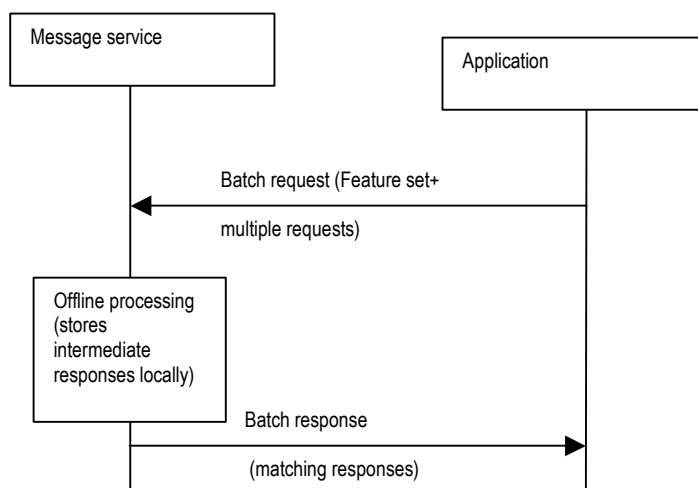 Message service
Application
Batch request (Feature set+
multiple requests)
Offline processing
(stores
intermediate
responses locally)
Batch response
(matching responses)